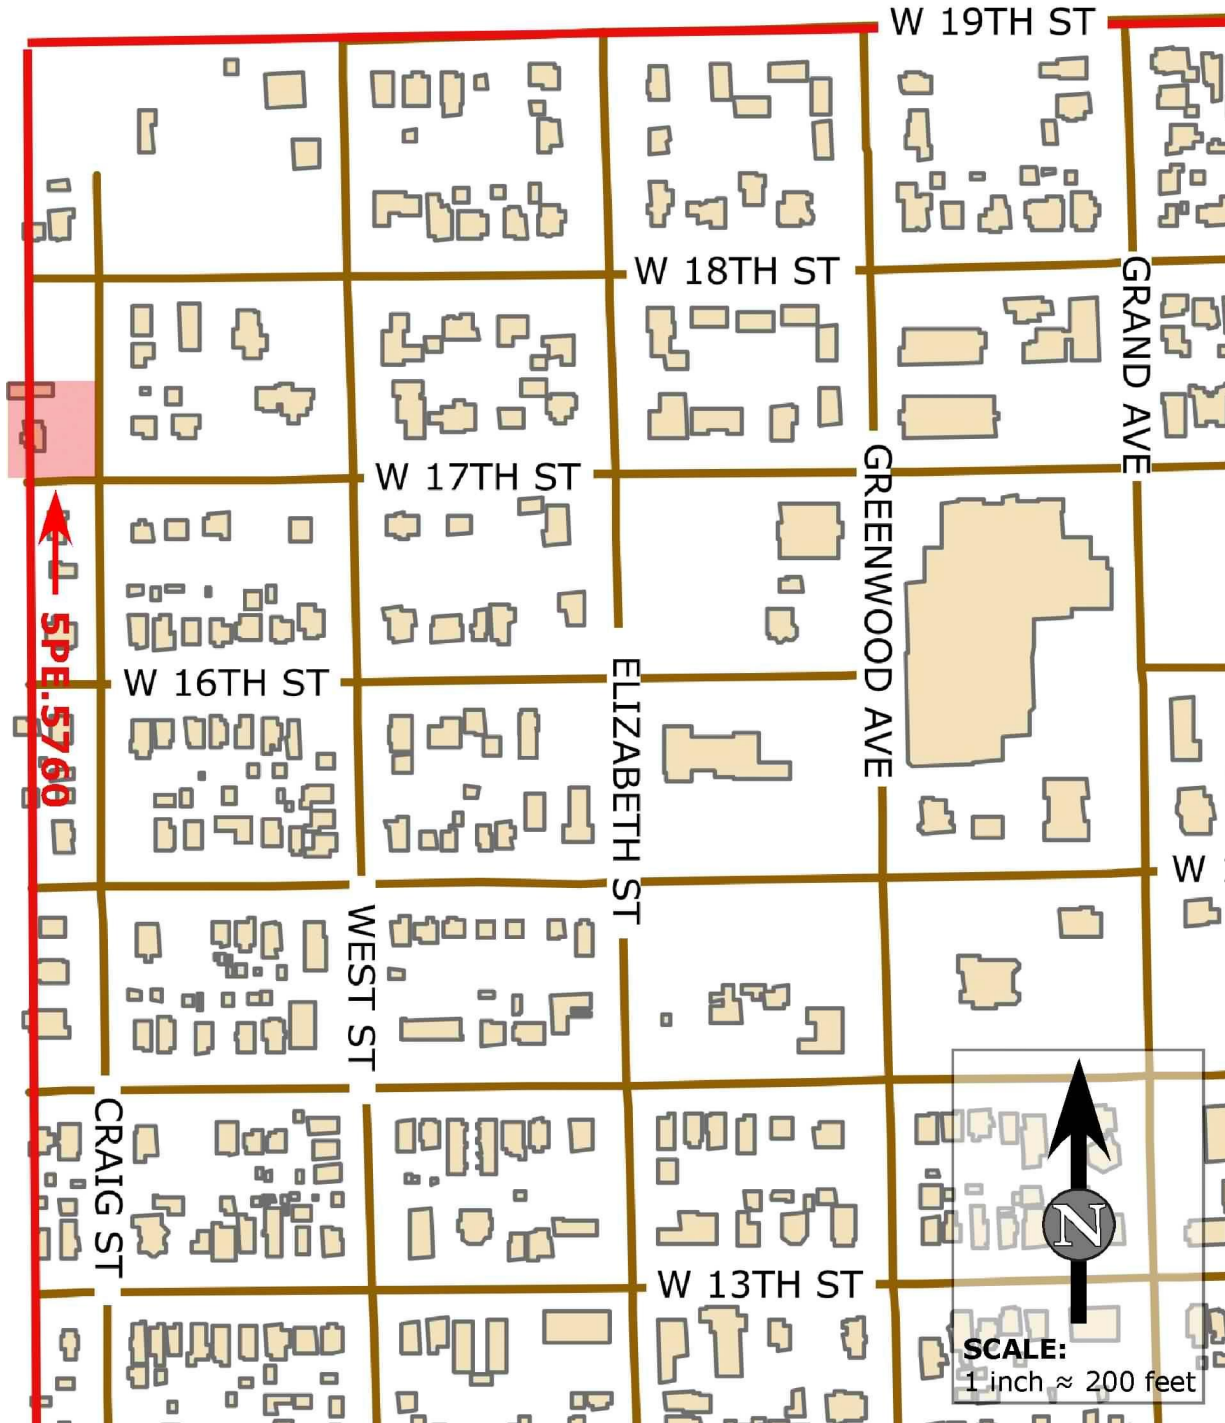 W 19TH ST
W 18TH ST
GRAND AVE
W 17TH ST
GREENWOOD AVE
5PE.5760
W 16TH ST
ELIZABETH ST
W
WEST ST
CRAIG ST
N
W 13TH ST
SCALE:
1 inch ≈ 200 feet